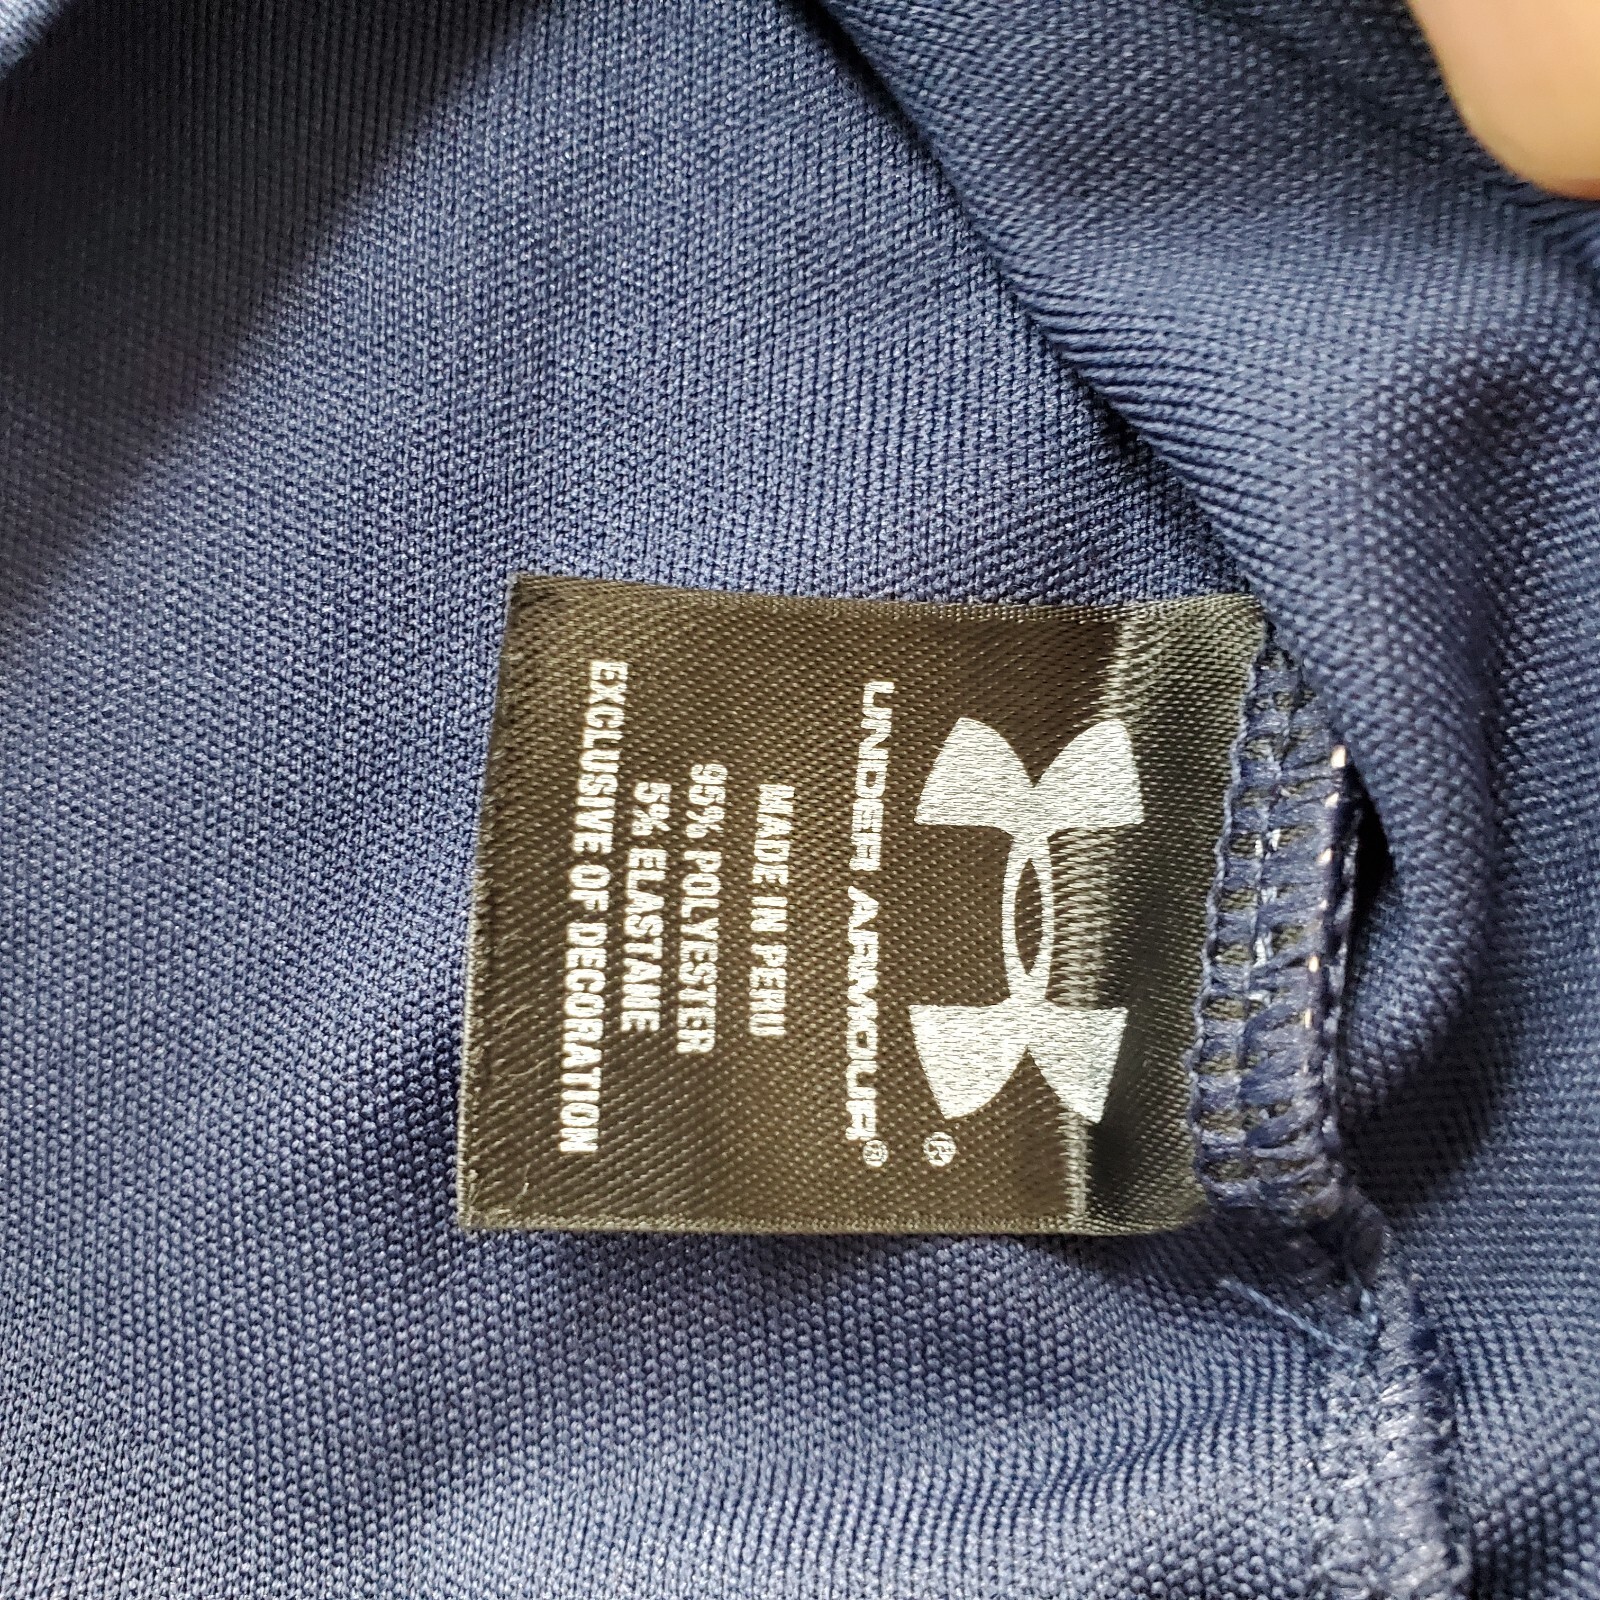 ®
UNDER ARMOUR®
MADE IN PERU
95% POLYESTER
5% ELASTANE
EXCLUSIVE OF DECORATION